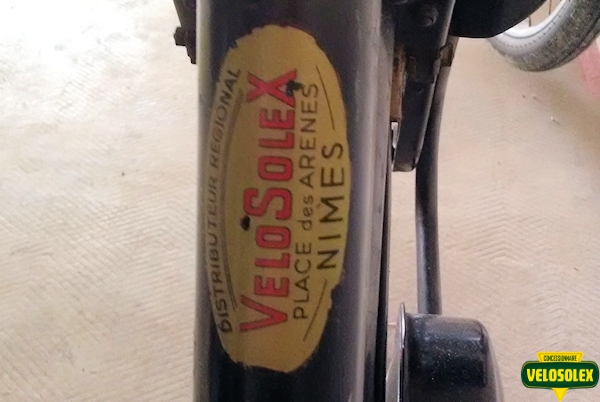 DISTRIBUTEUR REGIONAL
VELOSOLEX
PLACE des ARENES
NIMES
CONCESSIONNAIRE
VELOSOLEX